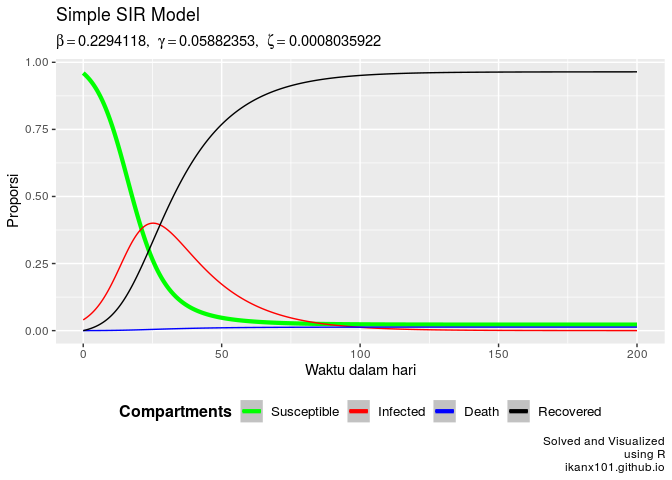 Simple SIR Model
β = 0.2294118, γ = 0.05882353, ζ = 0.0008035922
1.00
0.75
0.50
0.25
0.00
Proporsi
0 50 100 150 200
Waktu dalam hari
Compartments Susceptible Infected Death Recovered
Solved and Visualized
using R
ikanx101.github.io